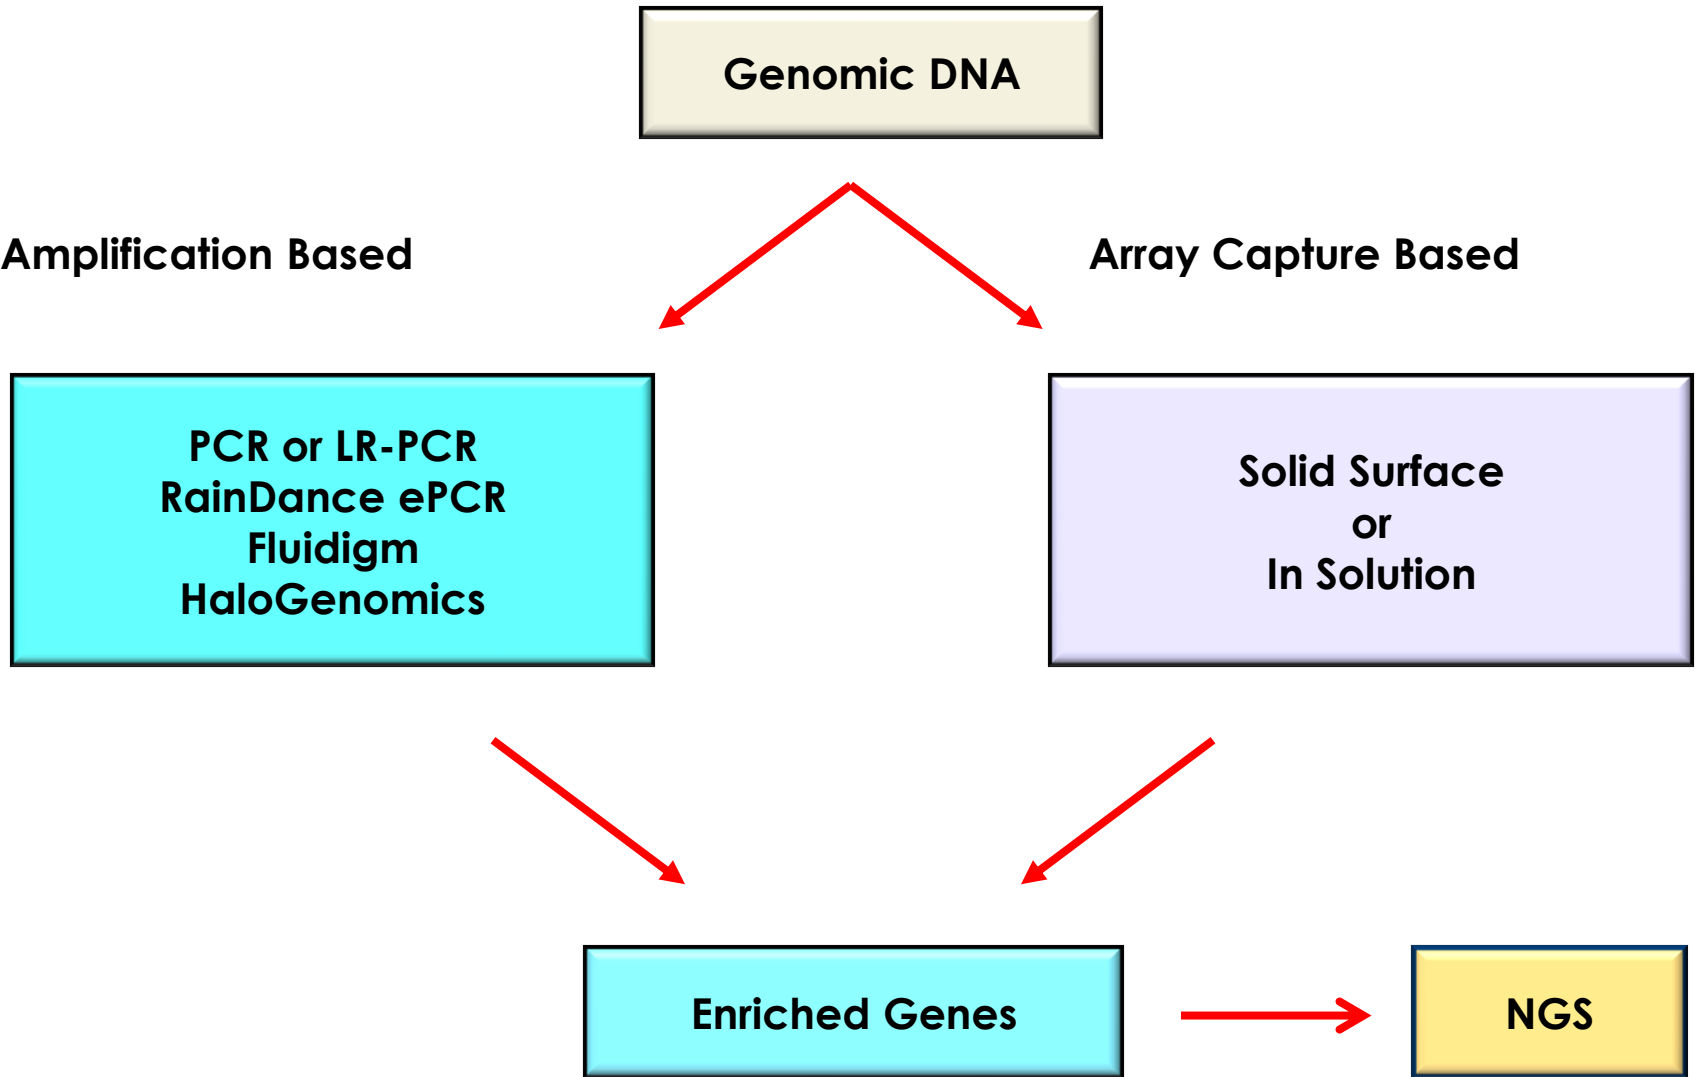 Genomic DNA
Amplification Based
Array Capture Based
PCR or LR-PCR
RainDance ePCR
Fluidigm
HaloGenomics
Solid Surface
or
In Solution
Enriched Genes
NGS